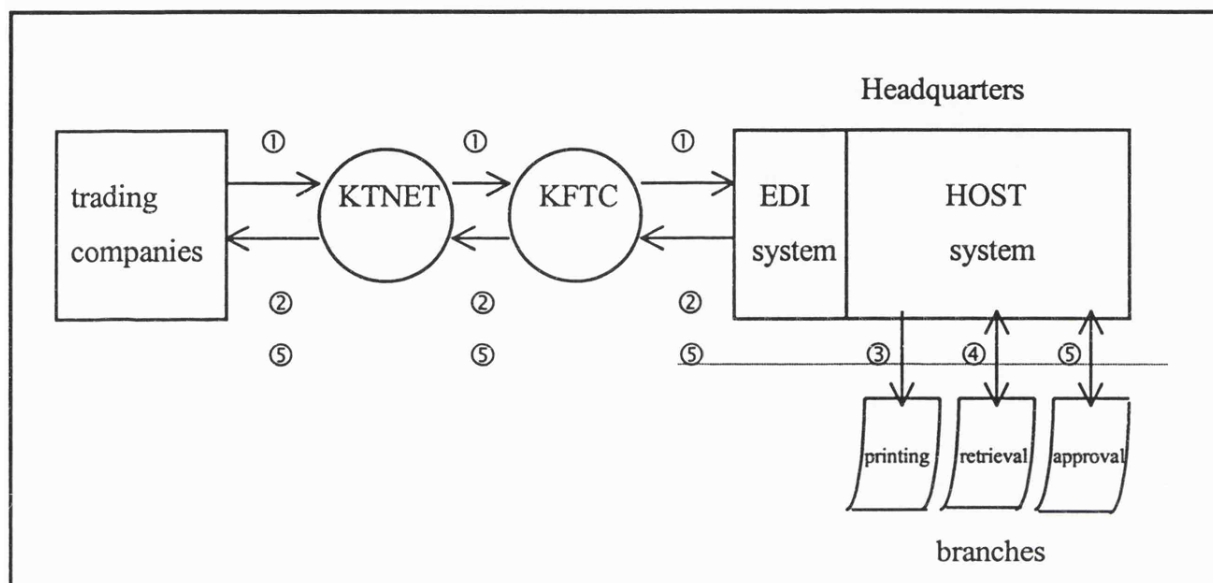 Headquarters
① ① ①
trading
companies
KTNET
KFTC
EDI
system
HOST
system
② ② ②
⑤ ⑤ ⑤ ③ ④ ⑤
printing retrieval approval
branches